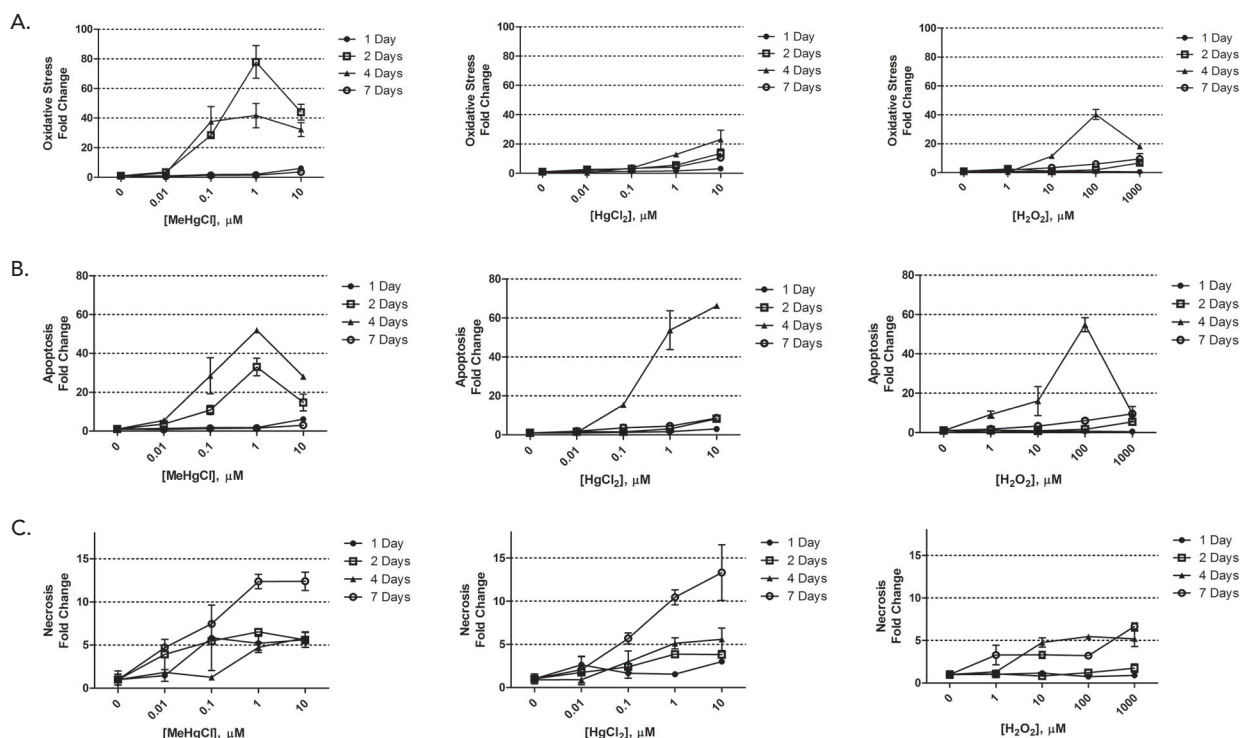 A.
Oxidative Stress
Fold Change
100
80
60
40
20
0
0
0.01
0.1
1
10
[MeHgCl], μM
1 Day
2 Days
4 Days
7 Days
Oxidative Stress
Fold Change
100
80
60
40
20
0
0
0.01
0.1
1
10
[HgCl₂], μM
1 Day
2 Days
4 Days
7 Days
Oxidative Stress
Fold Change
100
80
60
40
20
0
0
1
10
100
1000
[H₂O₂], μM
1 Day
2 Days
4 Days
7 Days
B.
Apoptosis
Fold Change
80
60
40
20
0
0
0.01
0.1
1
10
[MeHgCl], μM
1 Day
2 Days
4 Days
7 Days
Apoptosis
Fold Change
80
60
40
20
0
0
0.01
0.1
1
10
[HgCl₂], μM
1 Day
2 Days
4 Days
7 Days
Apoptosis
Fold Change
80
60
40
20
0
0
1
10
100
1000
[H₂O₂], μM
1 Day
2 Days
4 Days
7 Days
C.
Necrosis
Fold Change
15
10
5
0
0
0.01
0.1
1
10
[MeHgCl], μM
1 Day
2 Days
4 Days
7 Days
Necrosis
Fold Change
15
10
5
0
0
0.01
0.1
1
10
[HgCl₂], μM
1 Day
2 Days
4 Days
7 Days
Necrosis
Fold Change
15
10
5
0
0
1
10
100
1000
[H₂O₂], μM
1 Day
2 Days
4 Days
7 Days